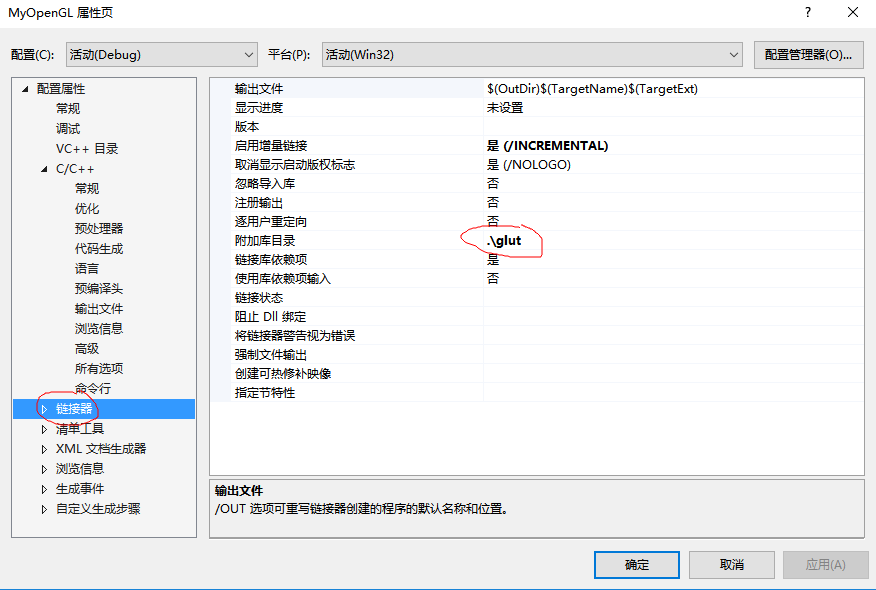 MyOpenGL 属性页
配置(C):
活动(Debug)
平台(P):
活动(Win32)
配置管理器(O)...
配置属性
常规
调试
VC++ 目录
C/C++
常规
优化
预处理器
代码生成
语言
预编译头
输出文件
浏览信息
高级
所有选项
命令行
链接器
清单工具
XML 文档生成器
浏览信息
生成事件
自定义生成步骤
输出文件 $(OutDir)$(TargetName)$(TargetExt)
显示进度 未设置
版本
启用增量链接 是 (/INCREMENTAL)
取消显示启动版权标志 是 (/NOLOGO)
忽略导入库 否
注册输出 否
逐用户重定向 否
附加库目录 .\glut
链接库依赖项 是
使用库依赖项输入 否
链接状态
阻止 Dll 绑定
将链接器警告视为错误
强制文件输出
创建可热修补映像
指定节特性
输出文件
/OUT 选项可重写链接器创建的程序的默认名称和位置。
确定
取消
应用(A)